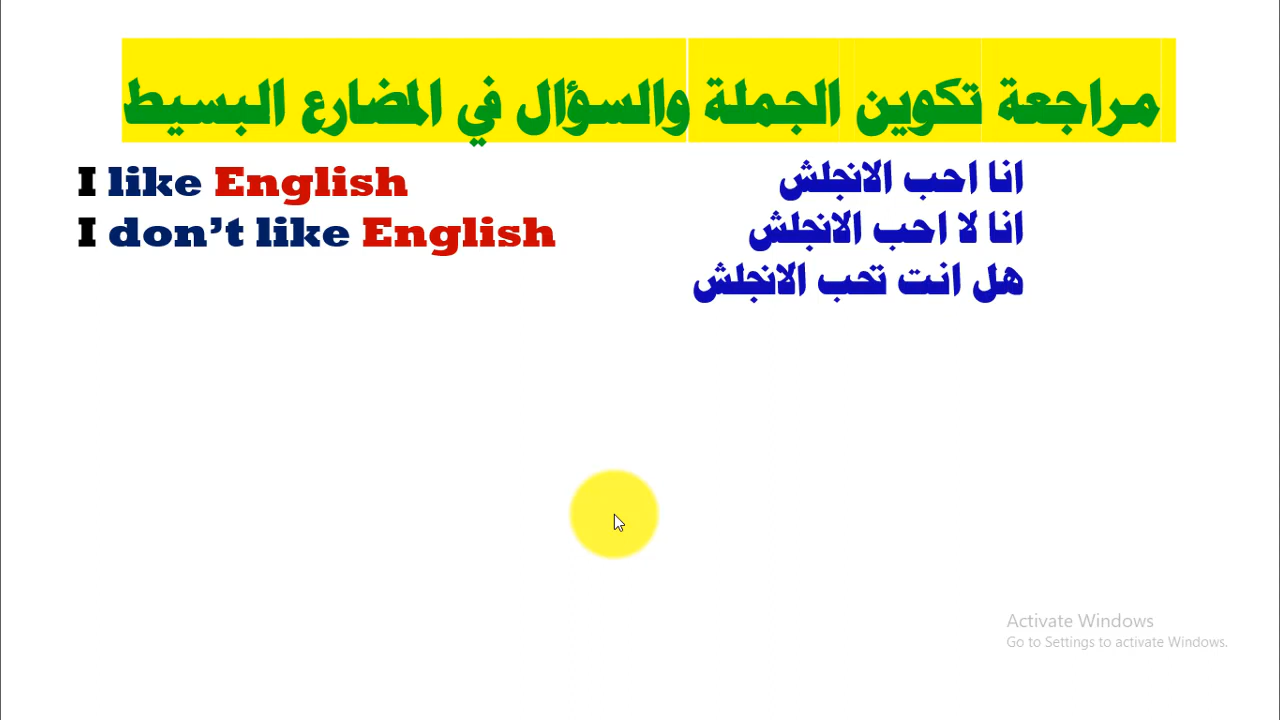 مراجعة تكوين الجملة والسؤال في المضارع البسيط
I like English
انا احب الانجلش
I don’t like English
انا لا احب الانجلش
هل انت تحب الانجلش
Activate Windows
Go to Settings to activate Windows.